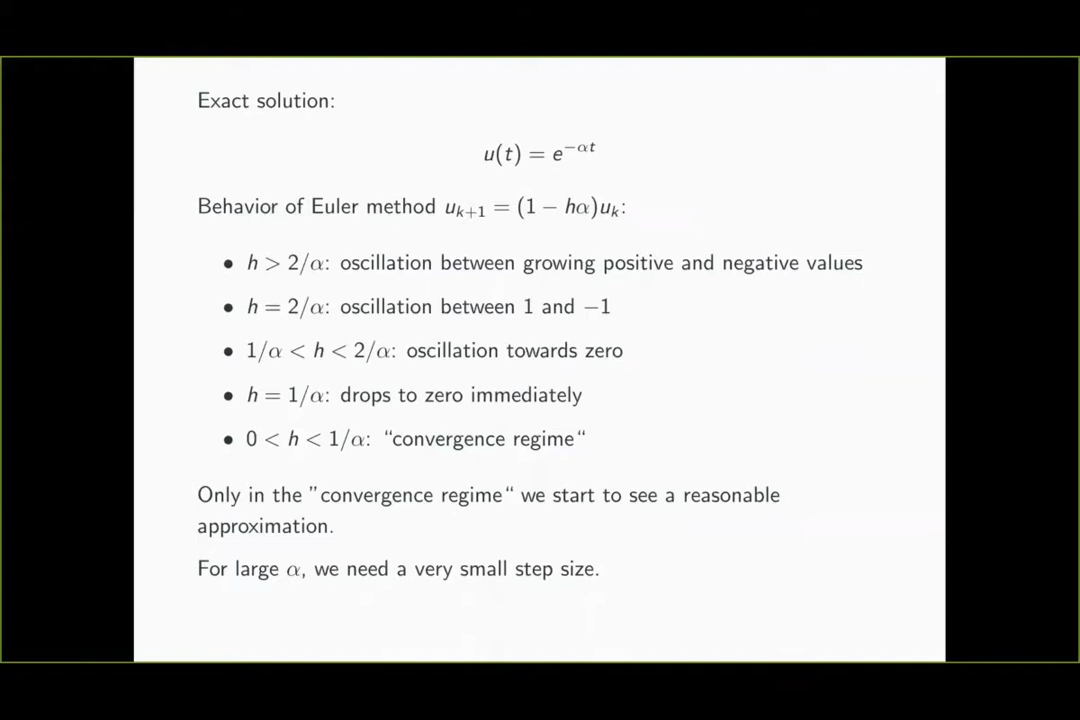 Exact solution:
u(t) = e^{−αt}
Behavior of Euler method u_{k+1} = (1 − hα)u_k:
• h > 2/α: oscillation between growing positive and negative values
• h = 2/α: oscillation between 1 and −1
• 1/α < h < 2/α: oscillation towards zero
• h = 1/α: drops to zero immediately
• 0 < h < 1/α: “convergence regime“
Only in the ”convergence regime“ we start to see a reasonable
approximation.
For large α, we need a very small step size.